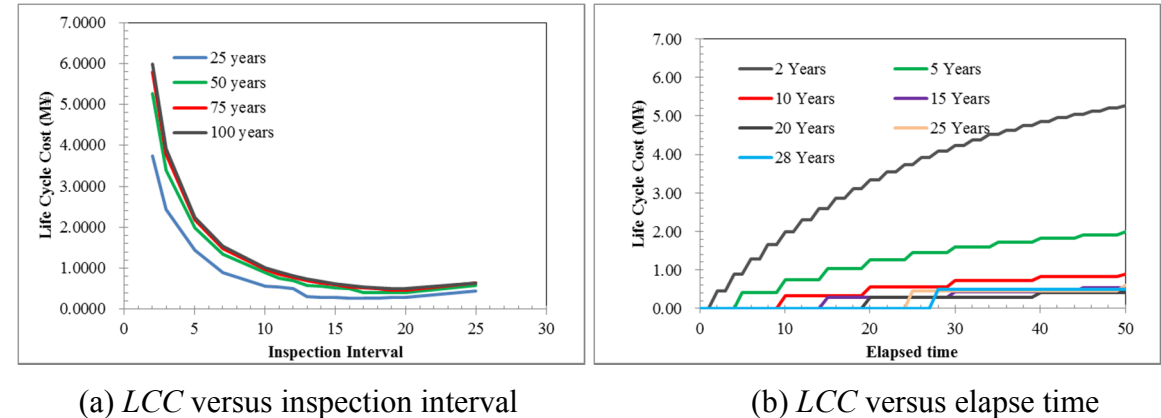 7.0000
6.0000
5.0000
4.0000
3.0000
2.0000
1.0000
0.0000
Life Cycle Cost (M¥)
25 years
50 years
75 years
100 years
0 5 10 15 20 25 30
Inspection Interval
7.00
6.00
5.00
4.00
3.00
2.00
1.00
0.00
Life Cycle Cost (M¥)
2 Years 5 Years
10 Years 15 Years
20 Years 25 Years
28 Years
0 10 20 30 40 50
Elapsed time
(a) LCC versus inspection interval
(b) LCC versus elapse time